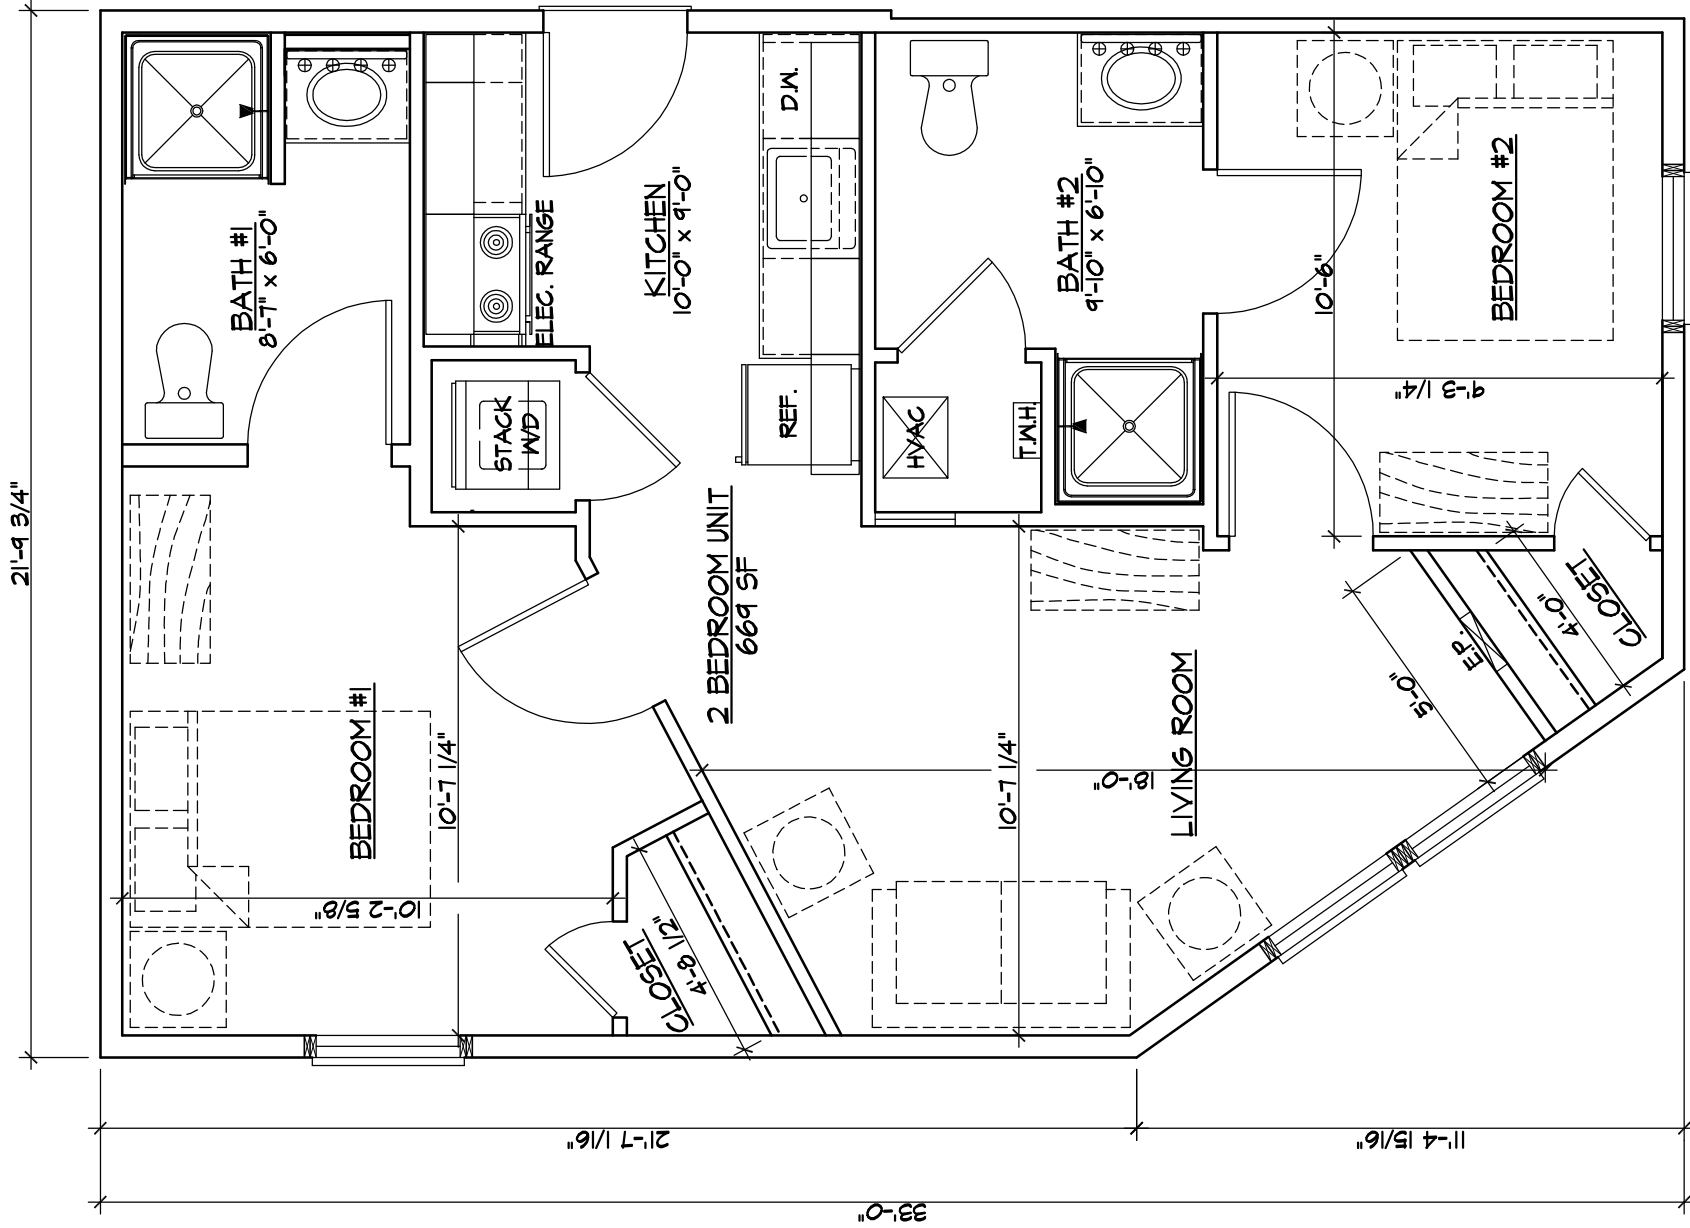 21'-9 3/4"
BATH #1
8'-7" x 6'-0"
ELEC. RANGE
KITCHEN
10'-0" x 9'-0"
D.W.
REF.
STACK
W/D
HVAC
T.W.H.
BATH #2
9'-10" x 6'-10"
BEDROOM #2
10'-6"
9'-3 1/4"
CLOSET
4'-0"
E.P.
5'-0"
2 BEDROOM UNIT
669 SF
LIVING ROOM
18'-0"
10'-7 1/4"
BEDROOM #1
10'-7 1/4"
10'-2 5/8"
CLOSET
4'-8 1/2"
21'-7 1/16"
11'-4 15/16"
33'-0"